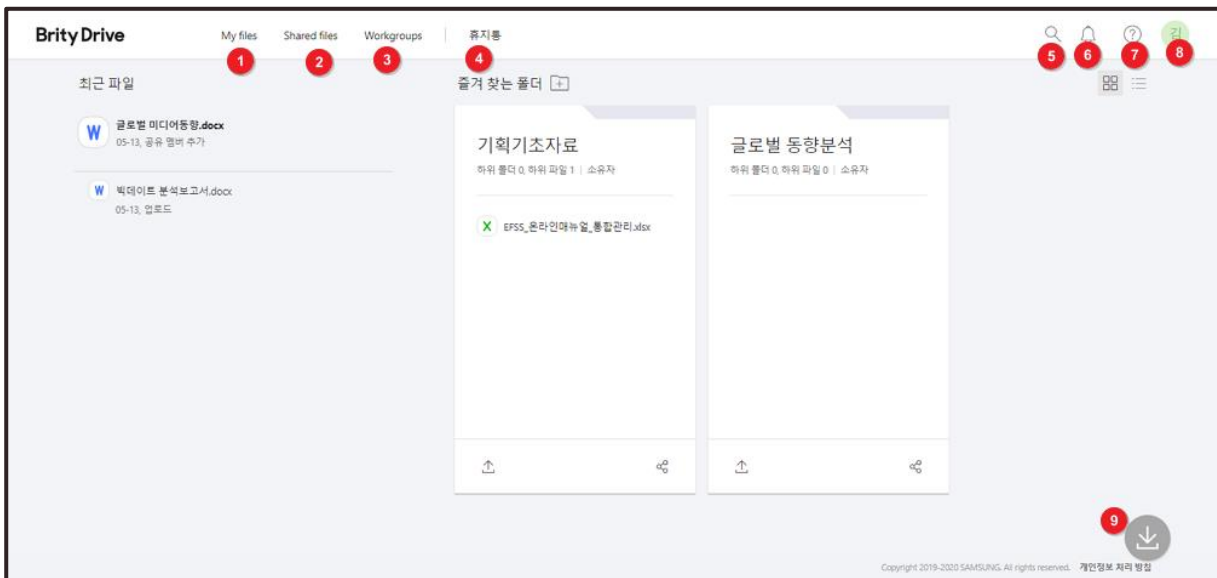 Brity Drive
My files
Shared files
Workgroups
휴지통
김
1
2
3
4
5
6
7
8
최근 파일
W
글로벌 미디어동향.docx
05-13, 공유 멤버 추가
W
빅데이트 분석보고서.docx
05-13, 업로드
즐겨 찾는 폴더
기획기초자료
하위 폴더 0, 하위 파일 1 | 소유자
X
EFSS_온라인매뉴얼_통합관리.xlsx
글로벌 동향분석
하위 폴더 0, 하위 파일 0 | 소유자
9
Copyright 2019-2020 SAMSUNG. All rights reserved.
개인정보 처리 방침